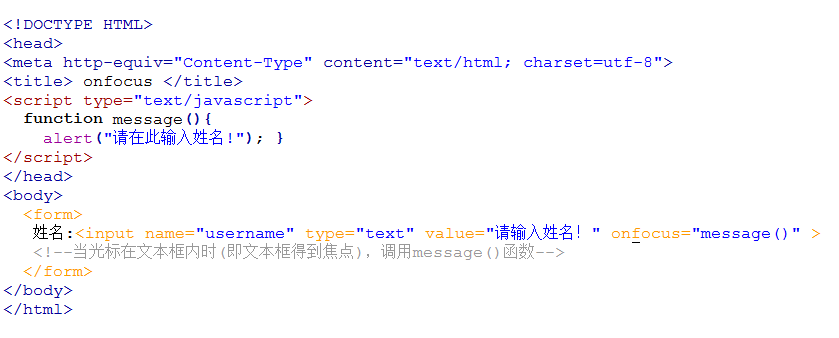 <!DOCTYPE HTML>
<head>
<meta http-equiv="Content-Type" content="text/html; charset=utf-8">
<title> onfocus </title>
<script type="text/javascript">
  function message(){
    alert("请在此输入姓名!"); }
</script>
</head>
<body>
  <form>
   姓名:<input name="username" type="text" value="请输入姓名！" onfocus="message()" >
   <!--当光标在文本框内时(即文本框得到焦点)，调用message()函数-->
  </form>
</body>
</html>